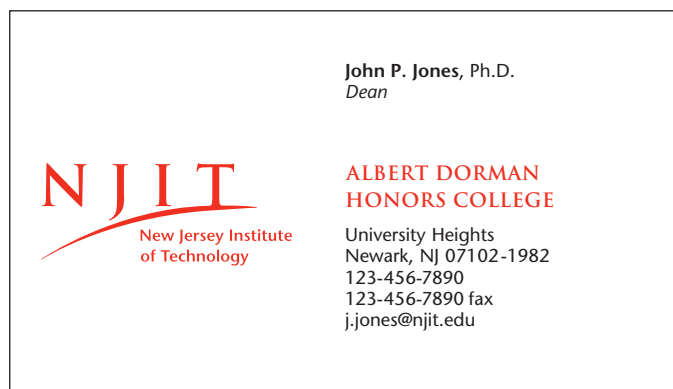 John P. Jones, Ph.D.
Dean
NJIT
New Jersey Institute
of Technology
ALBERT DORMAN
HONORS COLLEGE
University Heights
Newark, NJ 07102-1982
123-456-7890
123-456-7890 fax
j.jones@njit.edu